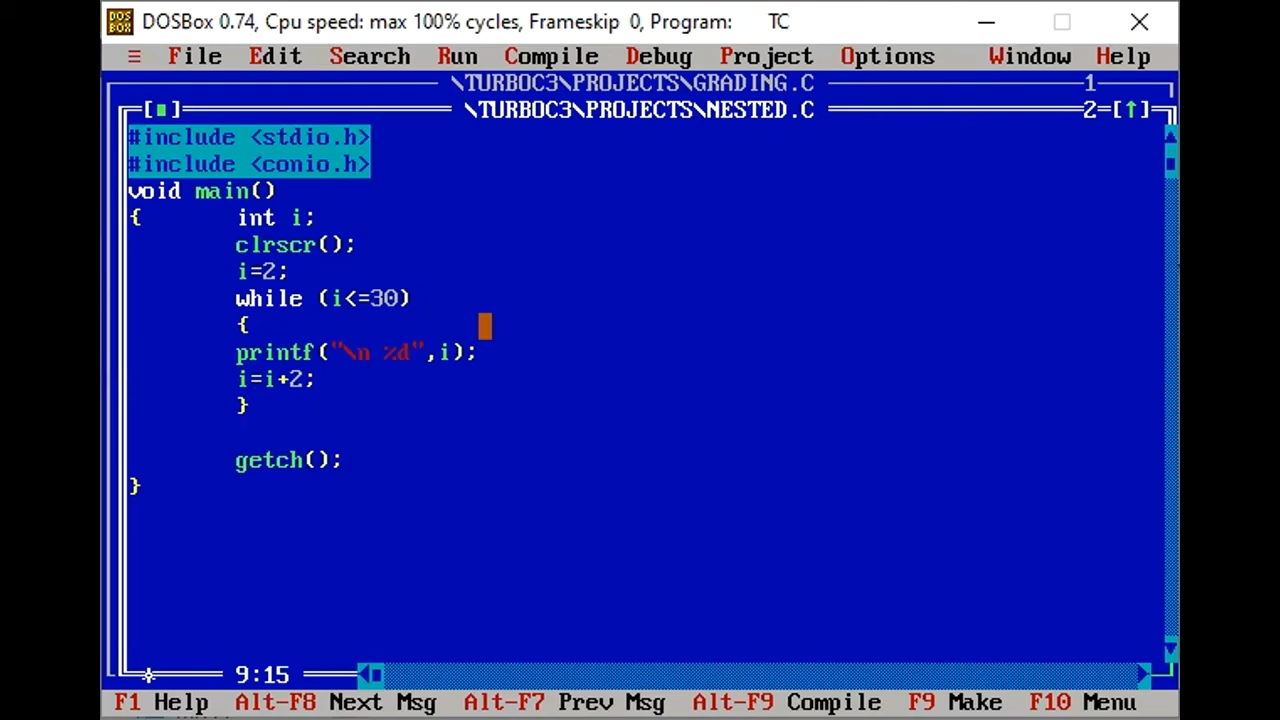 DOSBox 0.74, Cpu speed: max 100% cycles, Frameskip 0, Program: TC
≡ File Edit Search Run Compile Debug Project Options Window Help
\TURBOC3\PROJECTS\GRADING.C 1
[■] \TURBOC3\PROJECTS\NESTED.C 2=[↑]
#include <stdio.h>
#include <conio.h>
void main()
{ int i;
clrscr();
i=2;
while (i<=30)
{
printf("\n %d",i);
i=i+2;
}
getch();
}
9:15
F1 Help Alt-F8 Next Msg Alt-F7 Prev Msg Alt-F9 Compile F9 Make F10 Menu